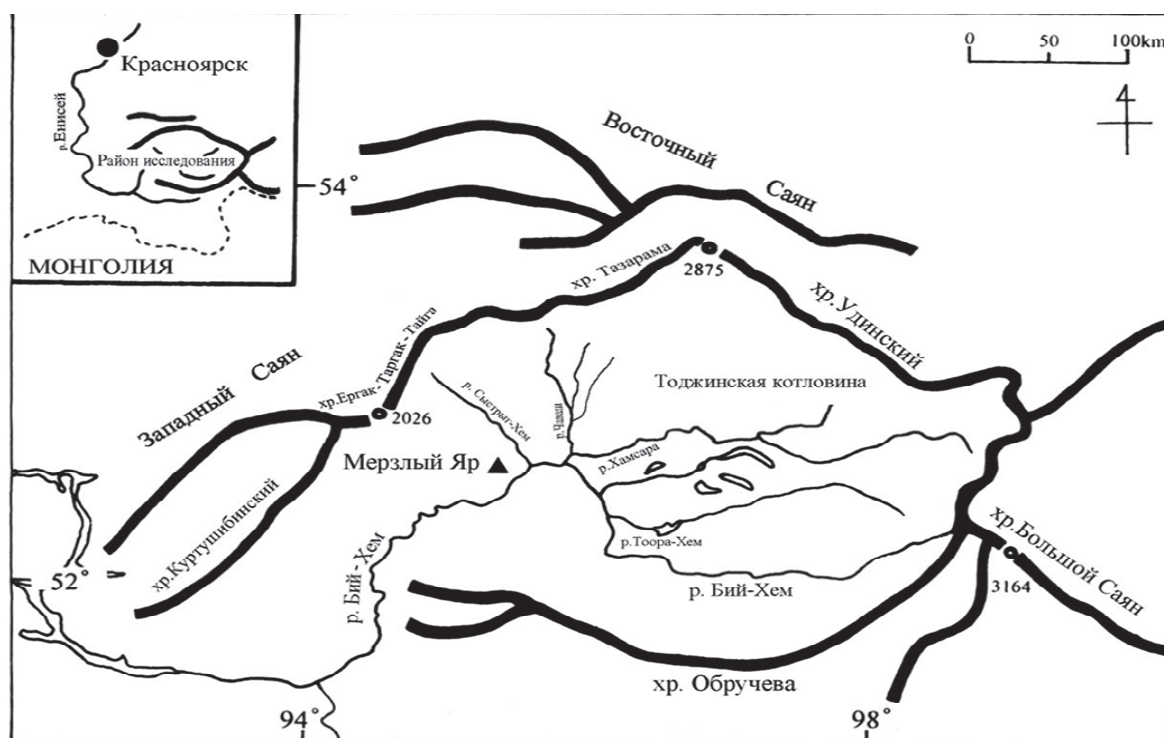 Красноярск
р.Енисей
Район исследования
МОНГОЛИЯ
0 50 100km
4
54°
Восточный Саян
2875
хр. Тазарама
хр.Удинский
Западный Саян
хр.Ергак-Таргак-Тайга
2026
Тоджинская котловина
р. Сыстыг-Хем
р.Чаваш
Мерзлый Яр
р.Хамсара
хр.Куртушибинский
р.Тоора-Хем
хр.Большой Саян
52°
р. Бий-Хем
р. Бий-Хем
3164
хр. Обручева
94°
98°